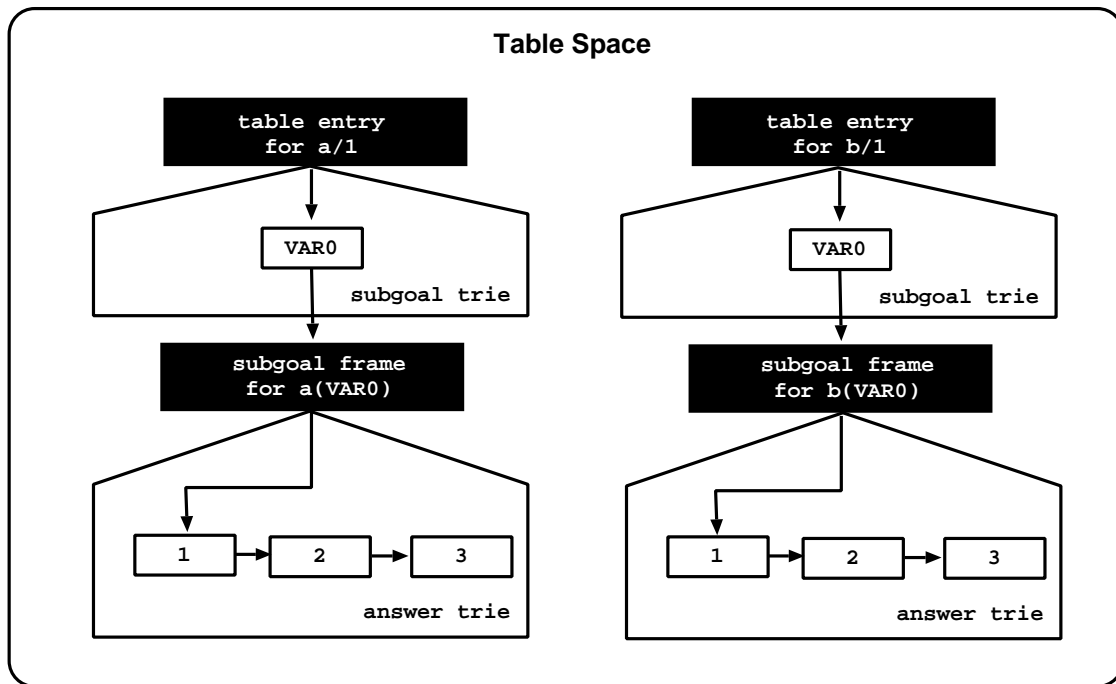 Table Space
table entry
for a/1
VAR0
subgoal trie
subgoal frame
for a(VAR0)
1
2
3
answer trie
table entry
for b/1
VAR0
subgoal trie
subgoal frame
for b(VAR0)
1
2
3
answer trie